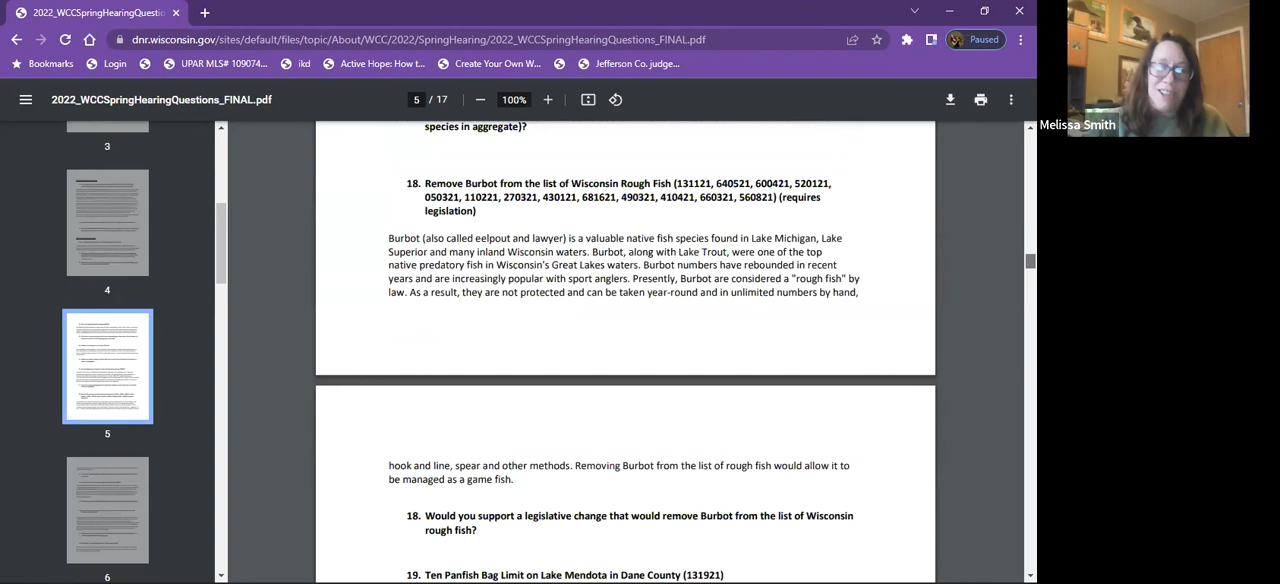 2022_WCCSpringHearingQuestio
dnr.wisconsin.gov/sites/default/files/topic/About/WCC/2022/SpringHearing/2022_WCCSpringHearingQuestions_FINAL.pdf
Paused
Bookmarks
Login
UPAR MLS# 109074...
ikd
Active Hope: How t...
Create Your Own W...
Jefferson Co. judge...
2022_WCCSpringHearingQuestions_FINAL.pdf
5 / 17
100%
Melissa Smith
3
4
5
6
species in aggregate)?
18. Remove Burbot from the list of Wisconsin Rough Fish (131121, 640521, 600421, 520121,
050321, 110221, 270321, 430121, 681621, 490321, 410421, 660321, 560821) (requires
legislation)
Burbot (also called eelpout and lawyer) is a valuable native fish species found in Lake Michigan, Lake
Superior and many inland Wisconsin waters. Burbot, along with Lake Trout, were one of the top
native predatory fish in Wisconsin's Great Lakes waters. Burbot numbers have rebounded in recent
years and are increasingly popular with sport anglers. Presently, Burbot are considered a "rough fish" by
law. As a result, they are not protected and can be taken year-round and in unlimited numbers by hand,
hook and line, spear and other methods. Removing Burbot from the list of rough fish would allow it to
be managed as a game fish.
18. Would you support a legislative change that would remove Burbot from the list of Wisconsin
rough fish?
19. Ten Panfish Bag Limit on Lake Mendota in Dane County (131921)